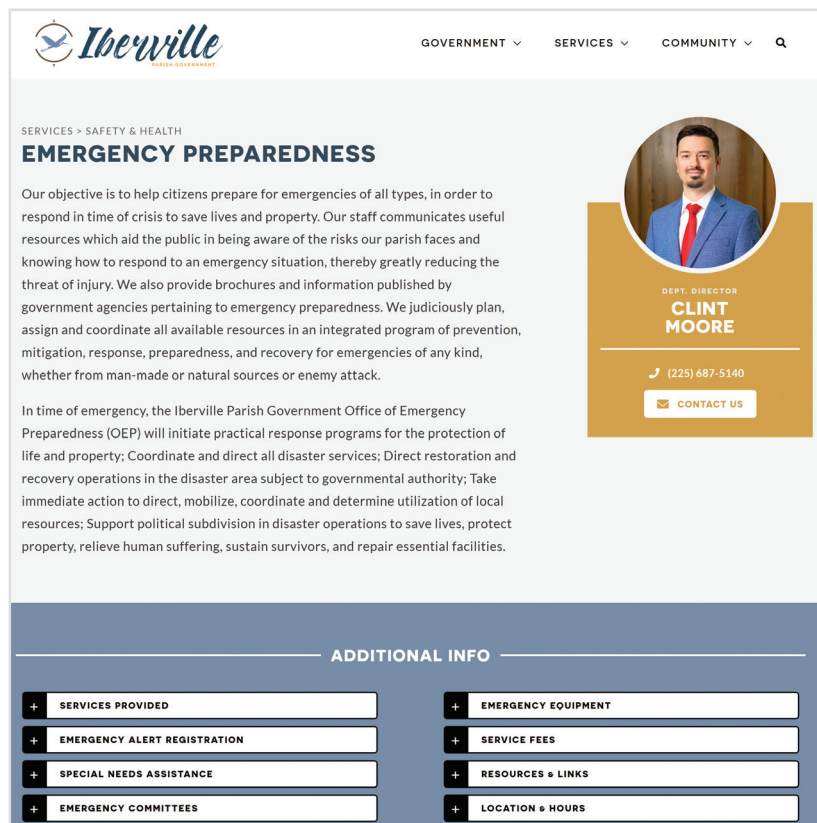 Iberville
PARISH GOVERNMENT
GOVERNMENT
SERVICES
COMMUNITY
SERVICES > SAFETY & HEALTH
EMERGENCY PREPAREDNESS
Our objective is to help citizens prepare for emergencies of all types, in order to
respond in time of crisis to save lives and property. Our staff communicates useful
resources which aid the public in being aware of the risks our parish faces and
knowing how to respond to an emergency situation, thereby greatly reducing the
threat of injury. We also provide brochures and information published by
government agencies pertaining to emergency preparedness. We judiciously plan,
assign and coordinate all available resources in an integrated program of prevention,
mitigation, response, preparedness, and recovery for emergencies of any kind,
whether from man-made or natural sources or enemy attack.
In time of emergency, the Iberville Parish Government Office of Emergency
Preparedness (OEP) will initiate practical response programs for the protection of
life and property; Coordinate and direct all disaster services; Direct restoration and
recovery operations in the disaster area subject to governmental authority; Take
immediate action to direct, mobilize, coordinate and determine utilization of local
resources; Support political subdivision in disaster operations to save lives, protect
property, relieve human suffering, sustain survivors, and repair essential facilities.
DEPT. DIRECTOR
CLINT
MOORE
(225) 687-5140
CONTACT US
ADDITIONAL INFO
+ SERVICES PROVIDED
+ EMERGENCY ALERT REGISTRATION
+ SPECIAL NEEDS ASSISTANCE
+ EMERGENCY COMMITTEES
+ EMERGENCY EQUIPMENT
+ SERVICE FEES
+ RESOURCES & LINKS
+ LOCATION & HOURS